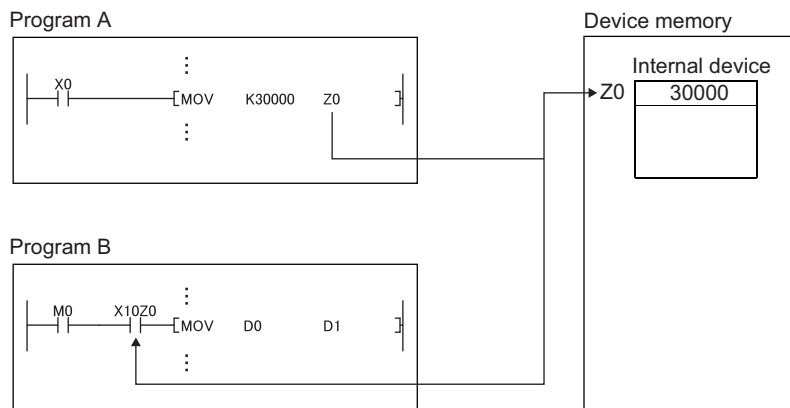 Program A
⋮
X0
MOV K30000 Z0
⋮
Program B
⋮
M0 X10Z0
MOV D0 D1
⋮
Device memory
Internal device
Z0 30000